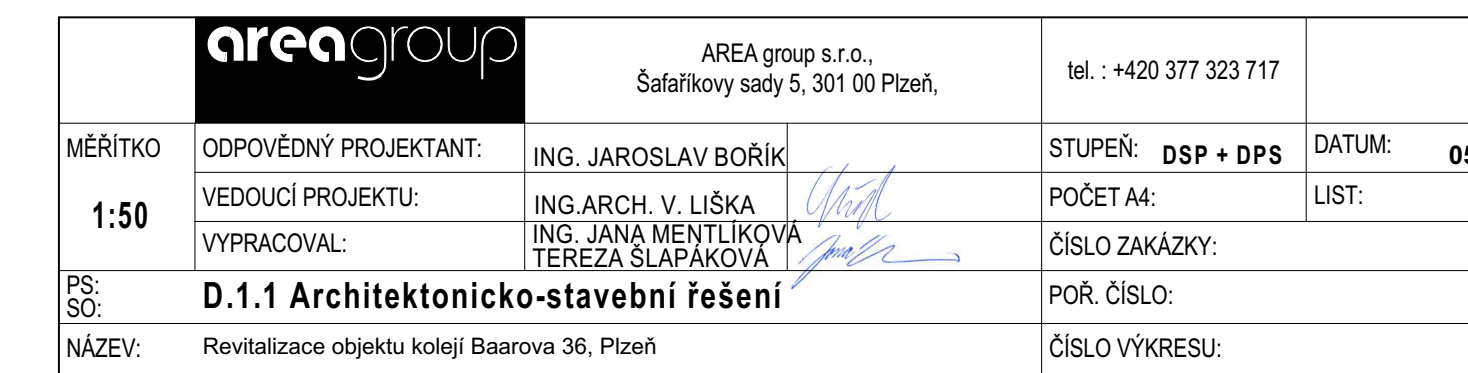 areagroup
AREA group s.r.o.,
Šafaříkovy sady 5, 301 00 Plzeň,
tel. : +420 377 323 717
MĚŘÍTKO
1:50
ODPOVĚDNÝ PROJEKTANT: ING. JAROSLAV BOŘÍK
STUPEŇ: DSP + DPS
DATUM:
VEDOUCÍ PROJEKTU: ING.ARCH. V. LIŠKA
POČET A4:
LIST:
VYPRACOVAL: ING. JANA MENTLÍKOVÁ
TEREZA ŠLAPÁKOVÁ
ČÍSLO ZAKÁZKY:
PS:
SO:
D.1.1 Architektonicko-stavební řešení
POŘ. ČÍSLO:
NÁZEV: Revitalizace objektu kolejí Baarova 36, Plzeň
ČÍSLO VÝKRESU: